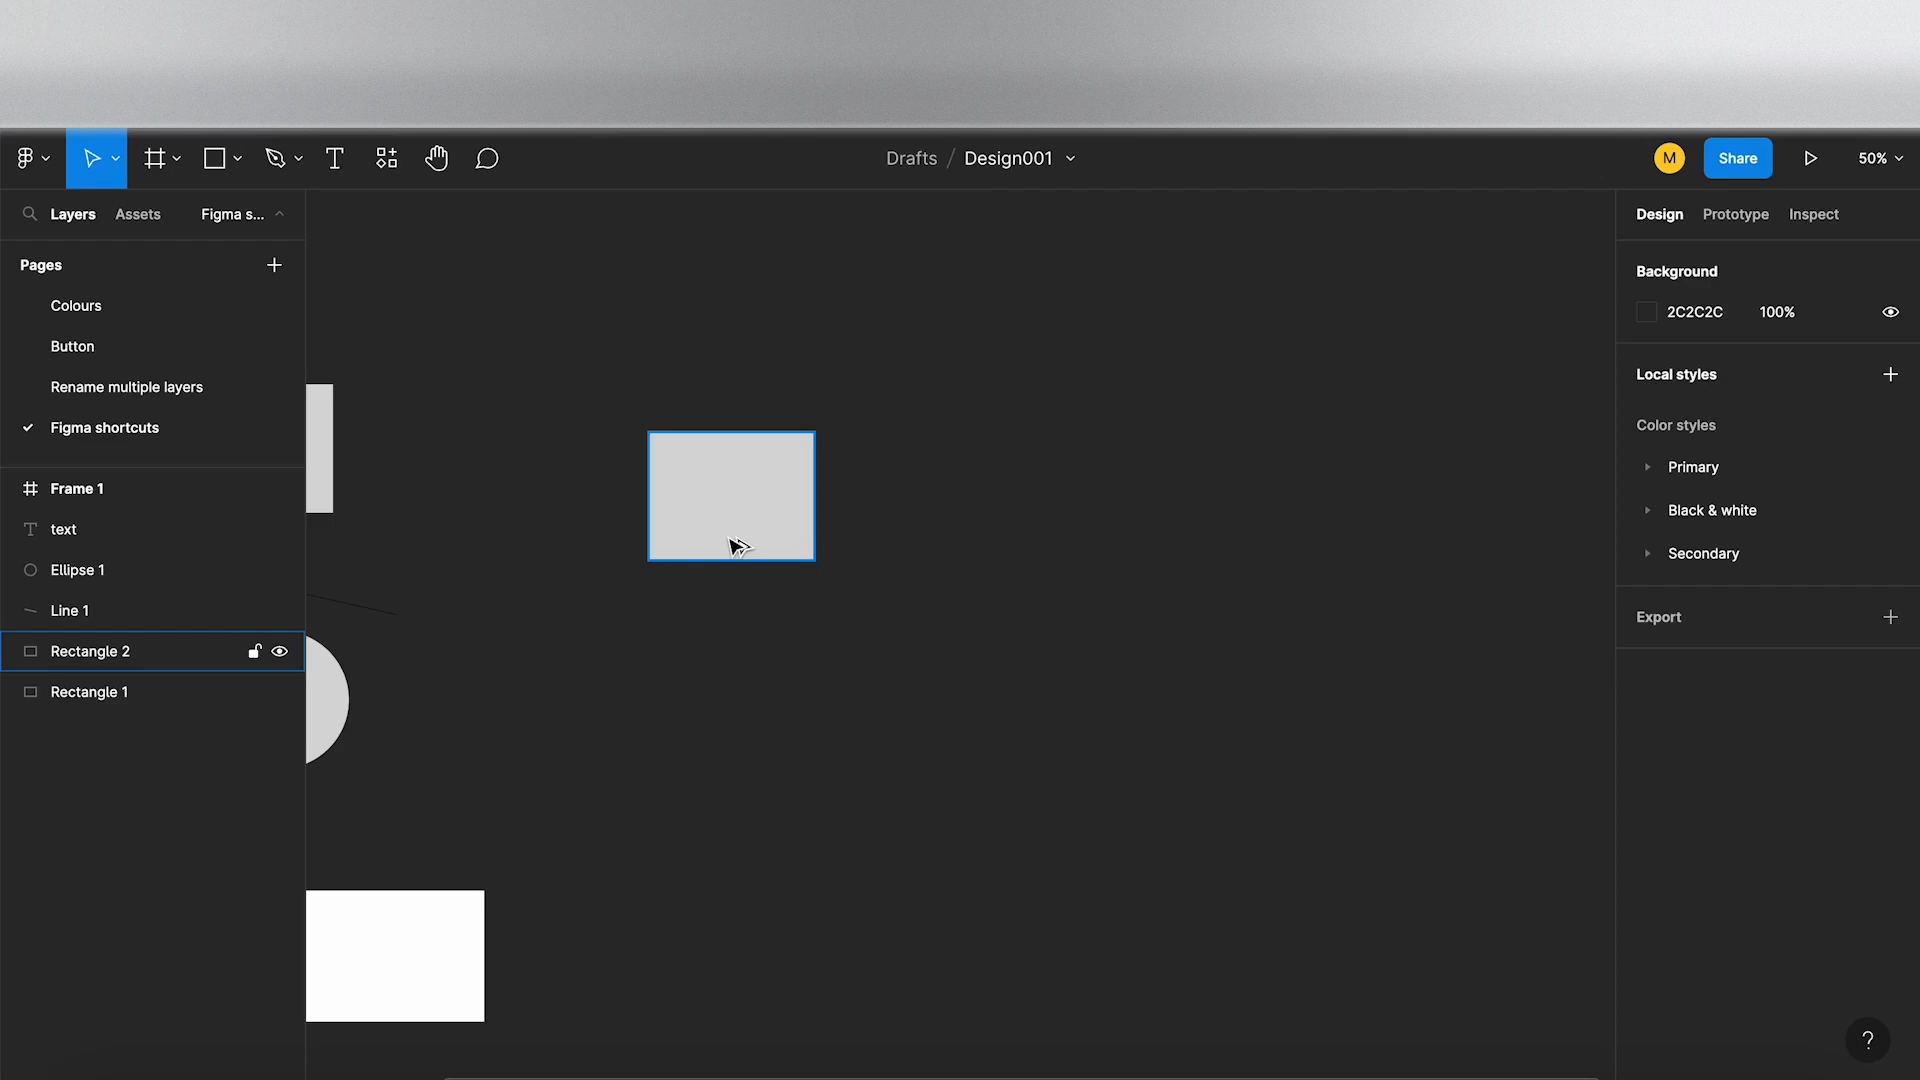 Drafts / Design001
M
Share
50%
Layers Assets Figma s...
Pages
Colours
Button
Rename multiple layers
Figma shortcuts
Frame 1
text
Ellipse 1
Line 1
Rectangle 2
Rectangle 1
Design Prototype Inspect
Background
2C2C2C 100%
Local styles
Color styles
Primary
Black & white
Secondary
Export
?